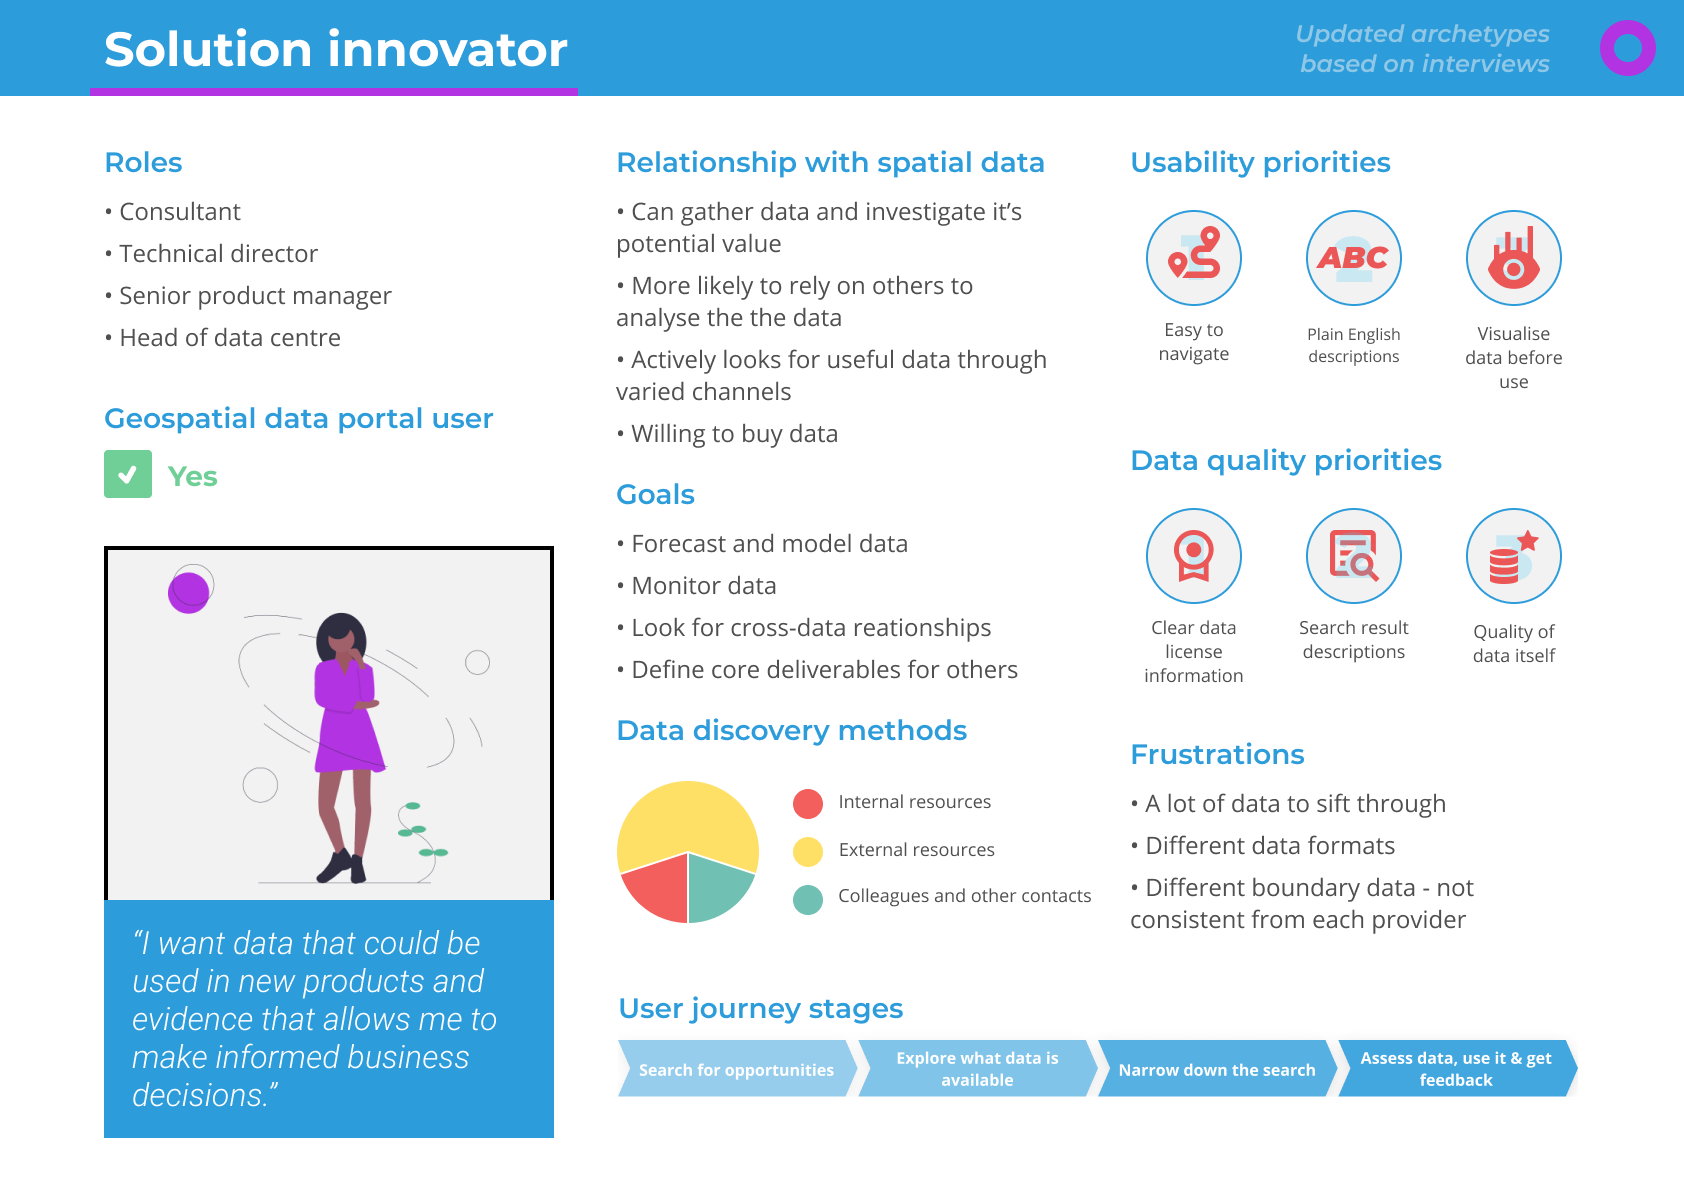 Solution innovator
Updated archetypes
based on interviews
Roles
• Consultant
• Technical director
• Senior product manager
• Head of data centre
Geospatial data portal user
Yes
“I want data that could be
used in new products and
evidence that allows me to
make informed business
decisions.”
Relationship with spatial data
• Can gather data and investigate it’s
potential value
• More likely to rely on others to
analyse the the data
• Actively looks for useful data through
varied channels
• Willing to buy data
Goals
• Forecast and model data
• Monitor data
• Look for cross-data reationships
• Define core deliverables for others
Data discovery methods
Internal resources
External resources
Colleagues and other contacts
Usability priorities
1
Easy to
navigate
2
ABC
Plain English
descriptions
3
Visualise
data before
use
Data quality priorities
1
Clear data
license
information
2
Search result
descriptions
3
Quality of
data itself
Frustrations
• A lot of data to sift through
• Different data formats
• Different boundary data - not
consistent from each provider
User journey stages
Search for opportunities
Explore what data is
available
Narrow down the search
Assess data, use it & get
feedback